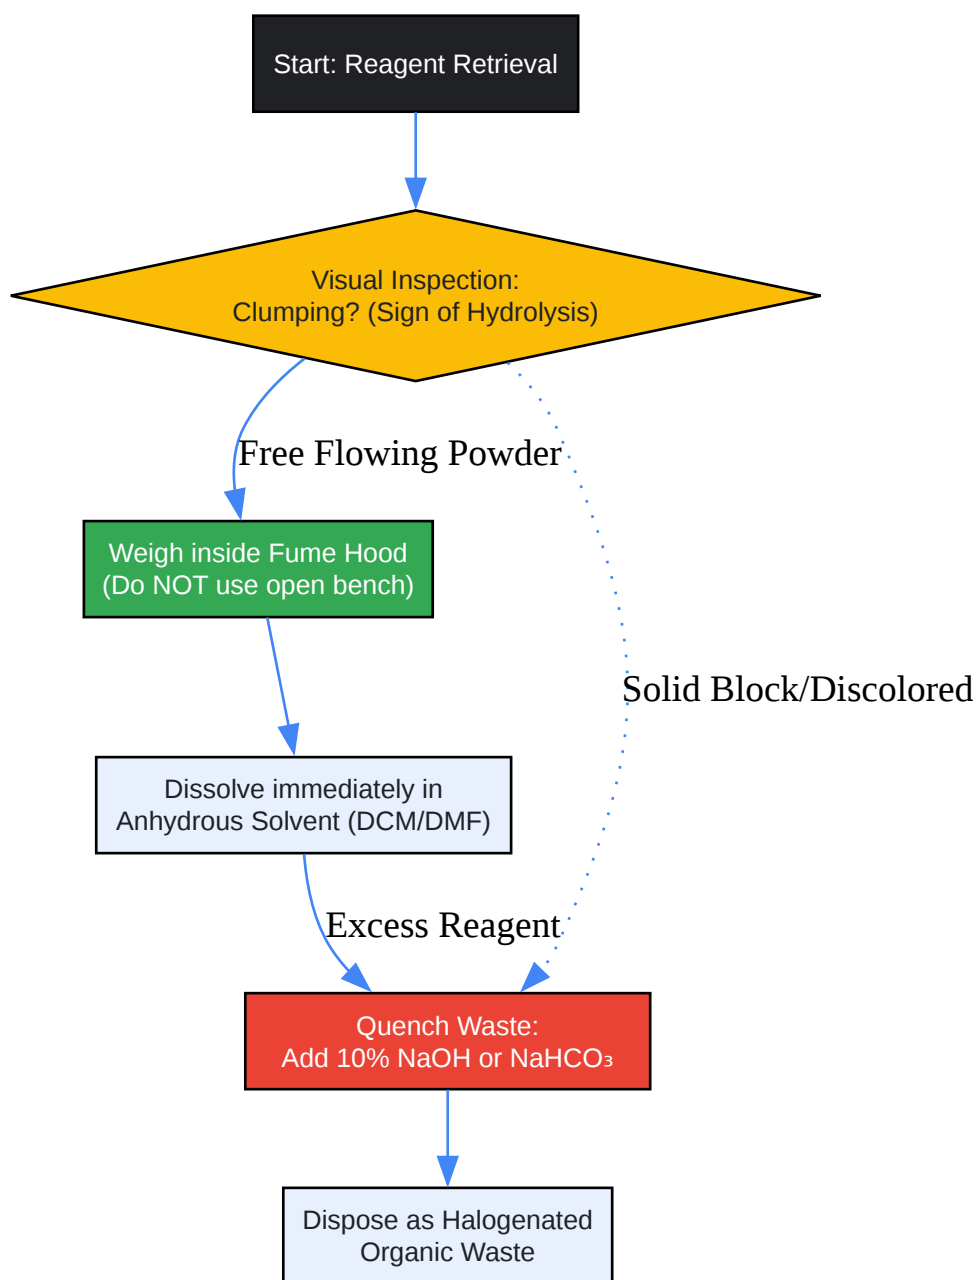 Start: Reagent Retrieval
Visual Inspection:
Clumping? (Sign of Hydrolysis)
Free Flowing Powder
Weigh inside Fume Hood
(Do NOT use open bench)
Solid Block/Discolored
Dissolve immediately in
Anhydrous Solvent (DCM/DMF)
Excess Reagent
Quench Waste:
Add 10% NaOH or NaHCO₃
Dispose as Halogenated
Organic Waste